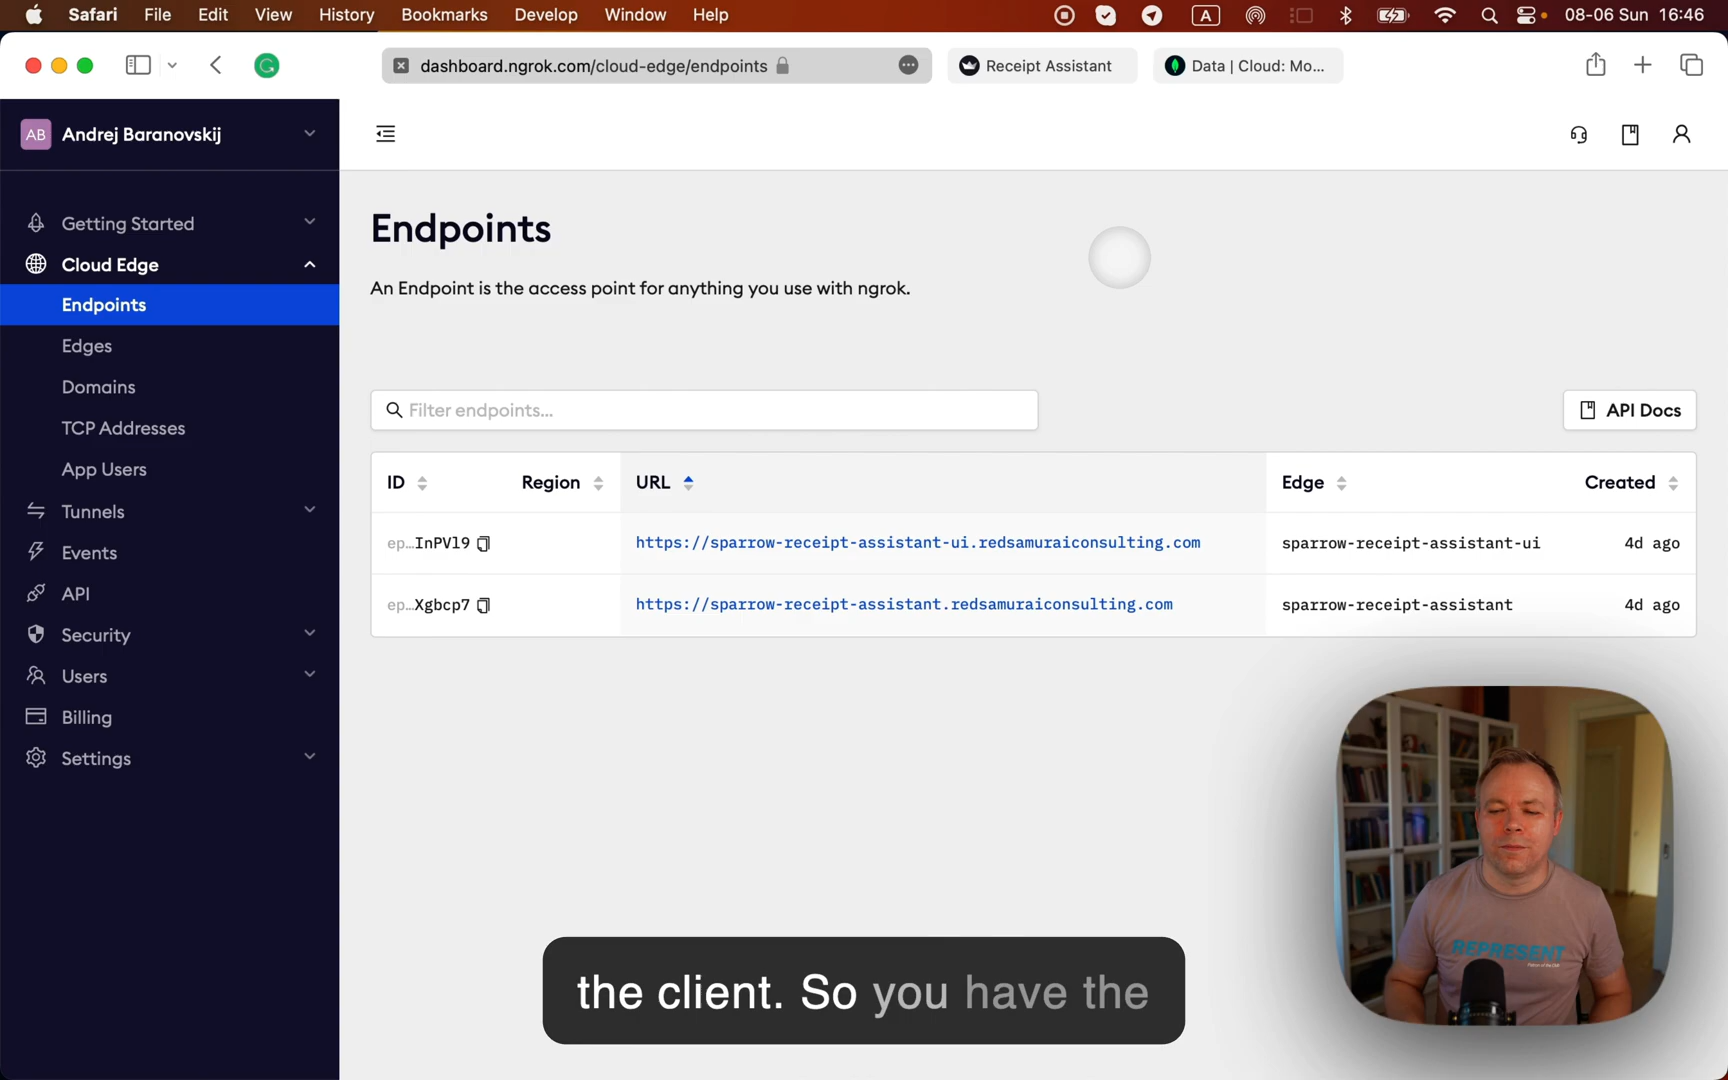 Safari File Edit View History Bookmarks Develop Window Help A 08-06 Sun 16:46
dashboard.ngrok.com/cloud-edge/endpoints Receipt Assistant Data | Cloud: Mo...
AB Andrej Baranovskij
Getting Started
Cloud Edge
Endpoints
Edges
Domains
TCP Addresses
App Users
Tunnels
Events
API
Security
Users
Billing
Settings
Endpoints
An Endpoint is the access point for anything you use with ngrok.
Filter endpoints...
API Docs
ID Region URL Edge Created
ep…InPVl9 https://sparrow-receipt-assistant-ui.redsamuraiconsulting.com sparrow-receipt-assistant-ui 4d ago
ep…Xgbcp7 https://sparrow-receipt-assistant.redsamuraiconsulting.com sparrow-receipt-assistant 4d ago
REPRESENT
the client. So you have the